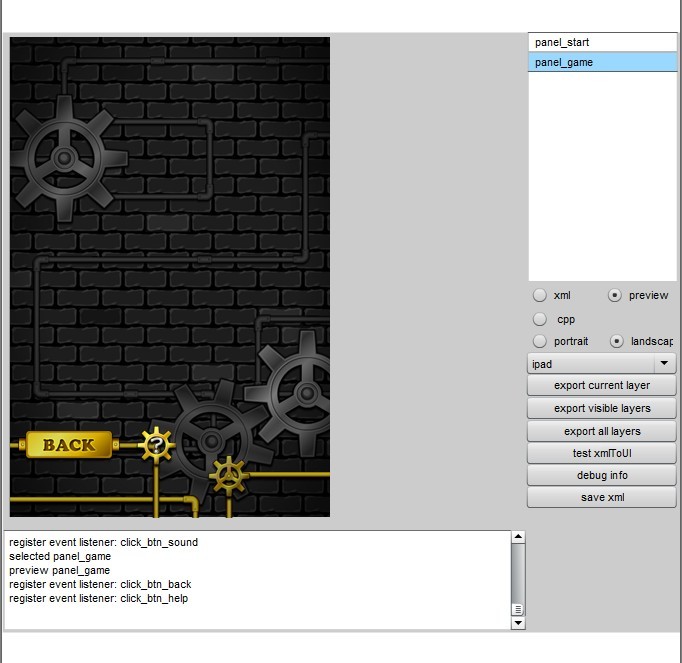 panel_start
panel_game
xml
preview
cpp
portrait
landscap
ipad
export current layer
export visible layers
export all layers
test xmlToUI
debug info
save xml
BACK
?
register event listener: click_btn_sound
selected panel_game
preview panel_game
register event listener: click_btn_back
register event listener: click_btn_help